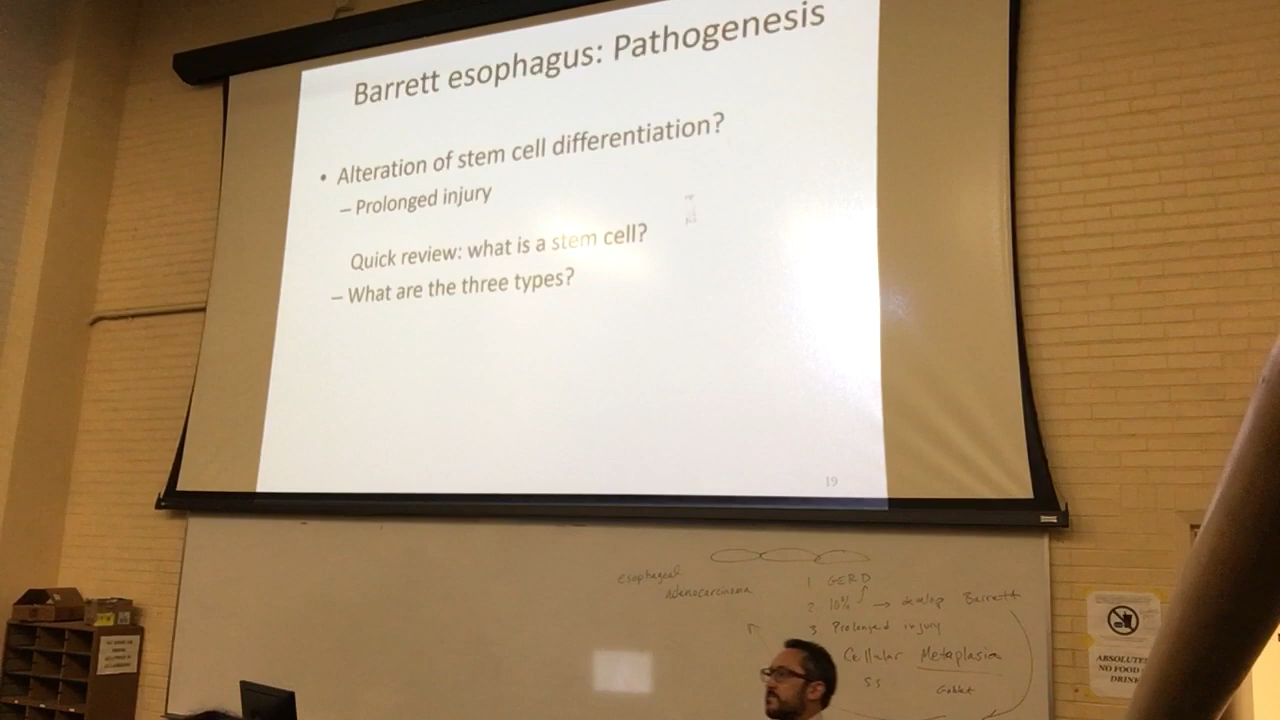 Barrett esophagus: Pathogenesis
• Alteration of stem cell differentiation?
– Prolonged injury
Quick review: what is a stem cell?
– What are the three types?
19
esophageal
adenocarcinoma
1 GERD
2 10% → develop Barrett
3 Prolonged injury
Cellular Metaplasia
SS Goblet
ABSOLUTE
NO FOOD
DRINK